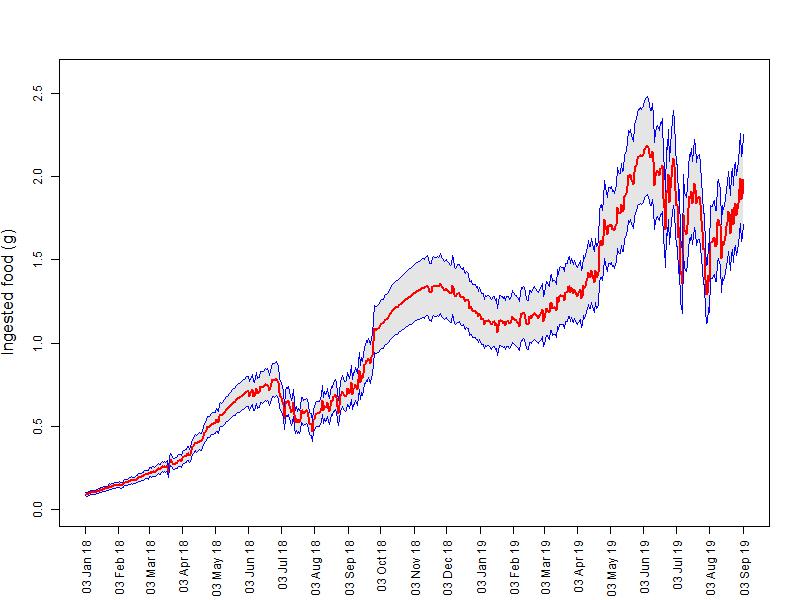 Ingested food (g)
2.5
2.0
1.5
1.0
0.5
0.0
03 Jan 18
03 Feb 18
03 Mar 18
03 Apr 18
03 May 18
03 Jun 18
03 Jul 18
03 Aug 18
03 Sep 18
03 Oct 18
03 Nov 18
03 Dec 18
03 Jan 19
03 Feb 19
03 Mar 19
03 Apr 19
03 May 19
03 Jun 19
03 Jul 19
03 Aug 19
03 Sep 19